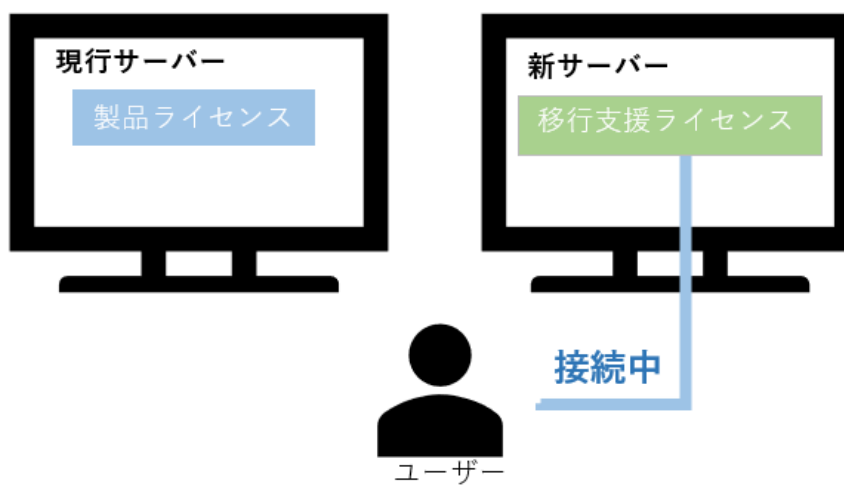 現行サーバー
製品ライセンス
新サーバー
移行支援ライセンス
接続中
ユーザー